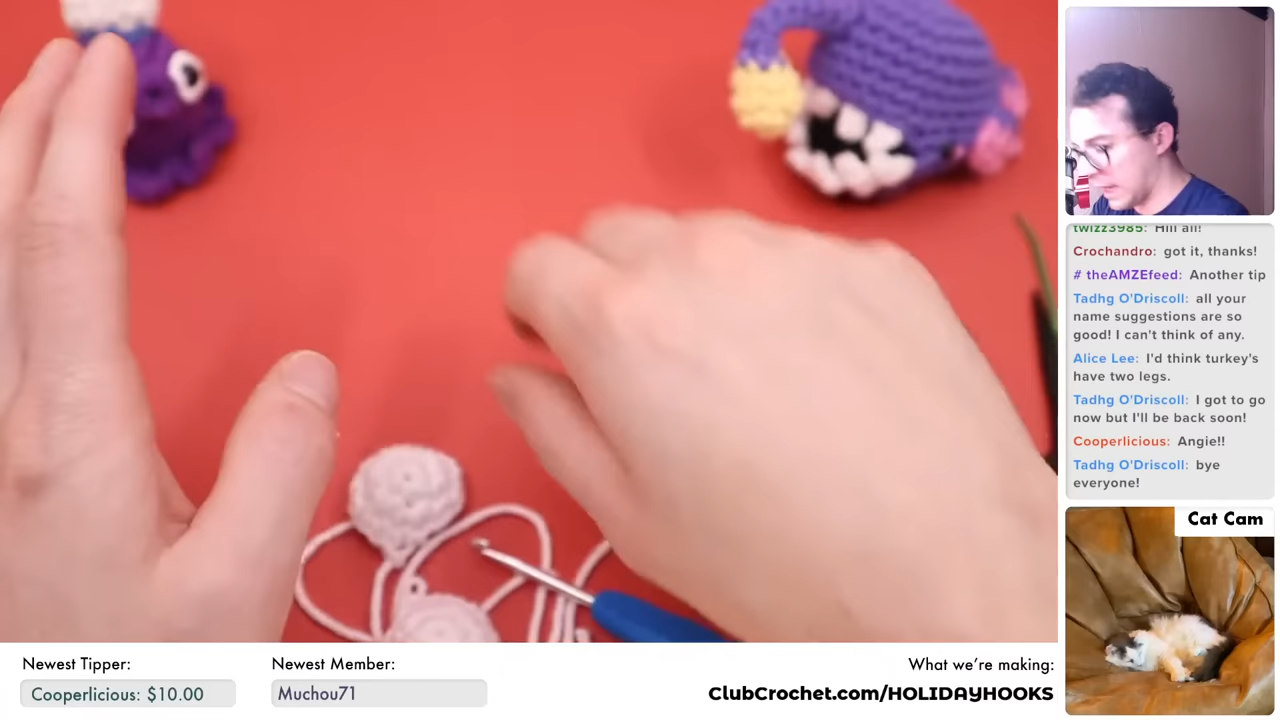 twizz3985: Hiii all!
Crochandro: got it, thanks!
# theAMZEfeed: Another tip
Tadhg O'Driscoll: all your
name suggestions are so
good! I can't think of any.
Alice Lee: I'd think turkey's
have two legs.
Tadhg O'Driscoll: I got to go
now but I'll be back soon!
Cooperlicious: Angie!!
Tadhg O'Driscoll: bye
everyone!
Cat Cam
Newest Tipper:
Cooperlicious: $10.00
Newest Member:
Muchou71
What we're making:
ClubCrochet.com/HOLIDAYHOOKS